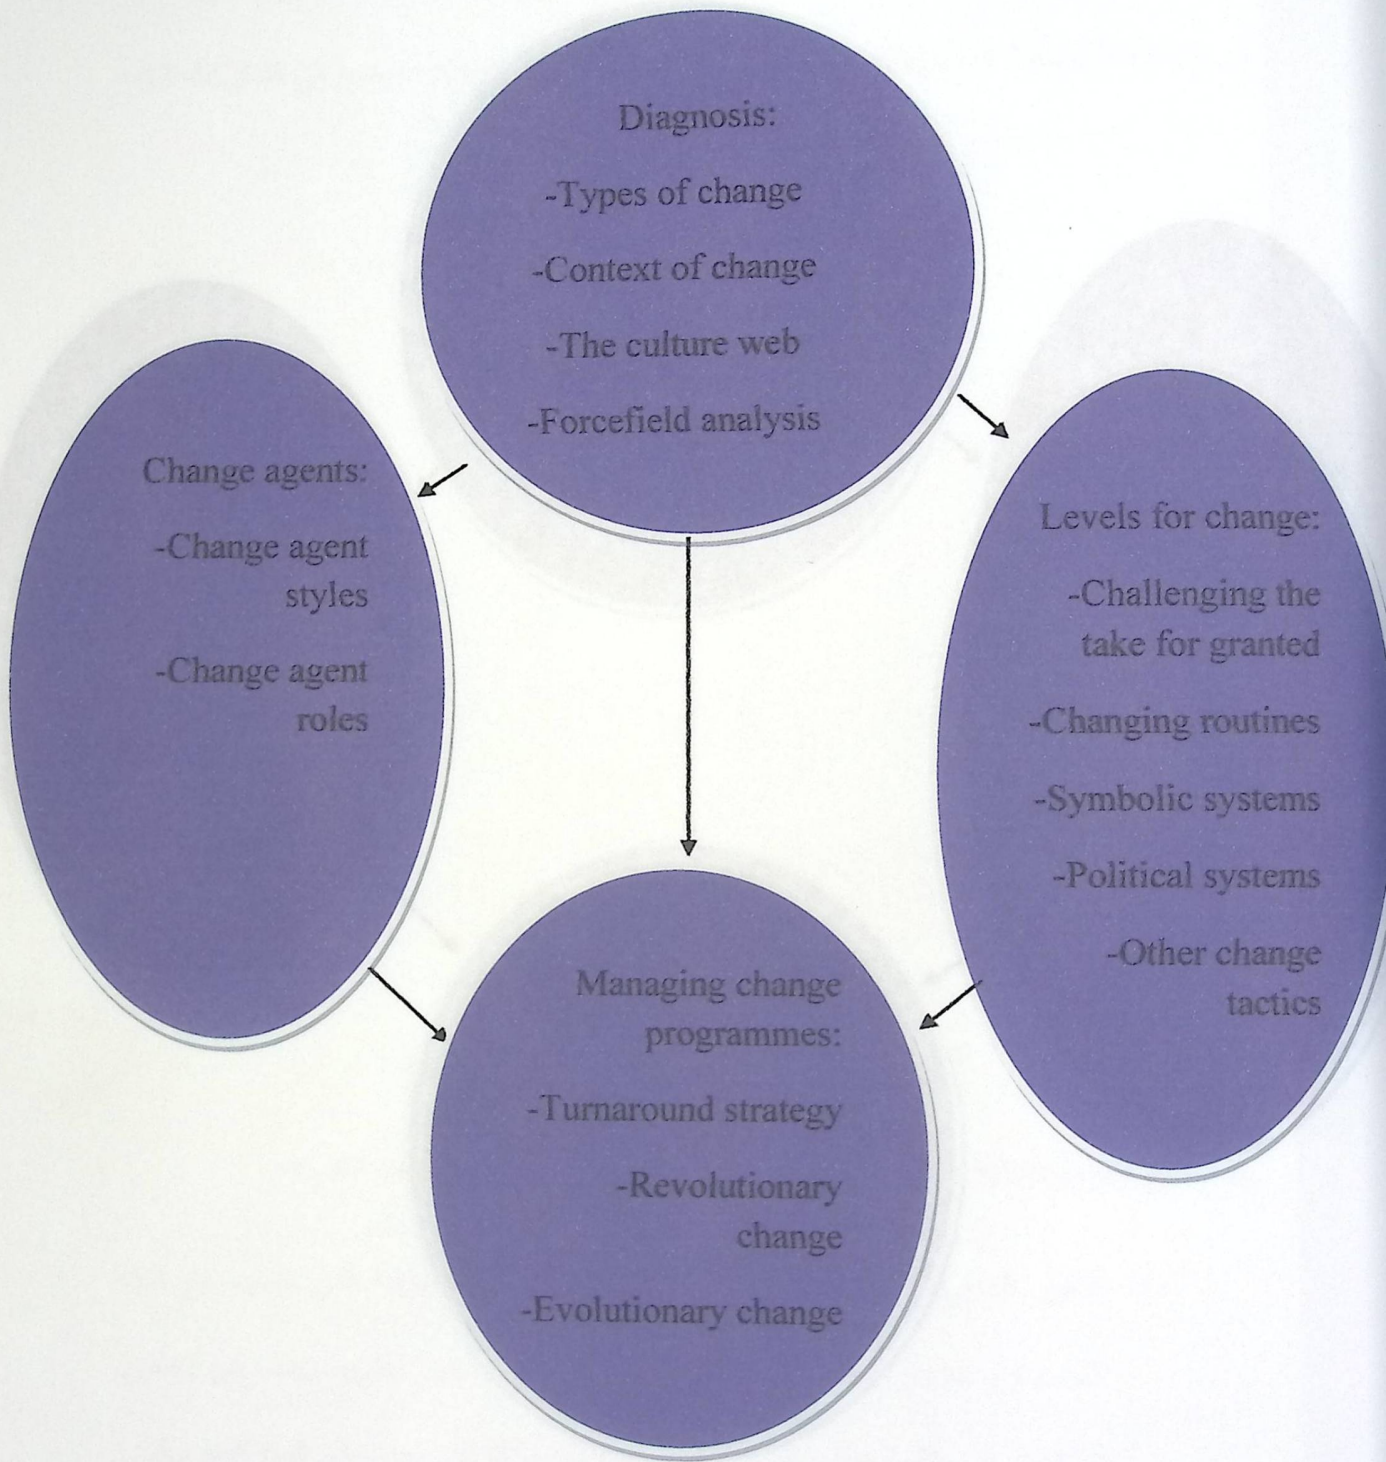 Diagnosis:
-Types of change
-Context of change
-The culture web
-Forcefield analysis
Change agents:
-Change agent
styles
-Change agent
roles
Levels for change:
-Challenging the
take for granted
-Changing routines
-Symbolic systems
-Political systems
-Other change
tactics
Managing change
programmes:
-Turnaround strategy
-Revolutionary
change
-Evolutionary change